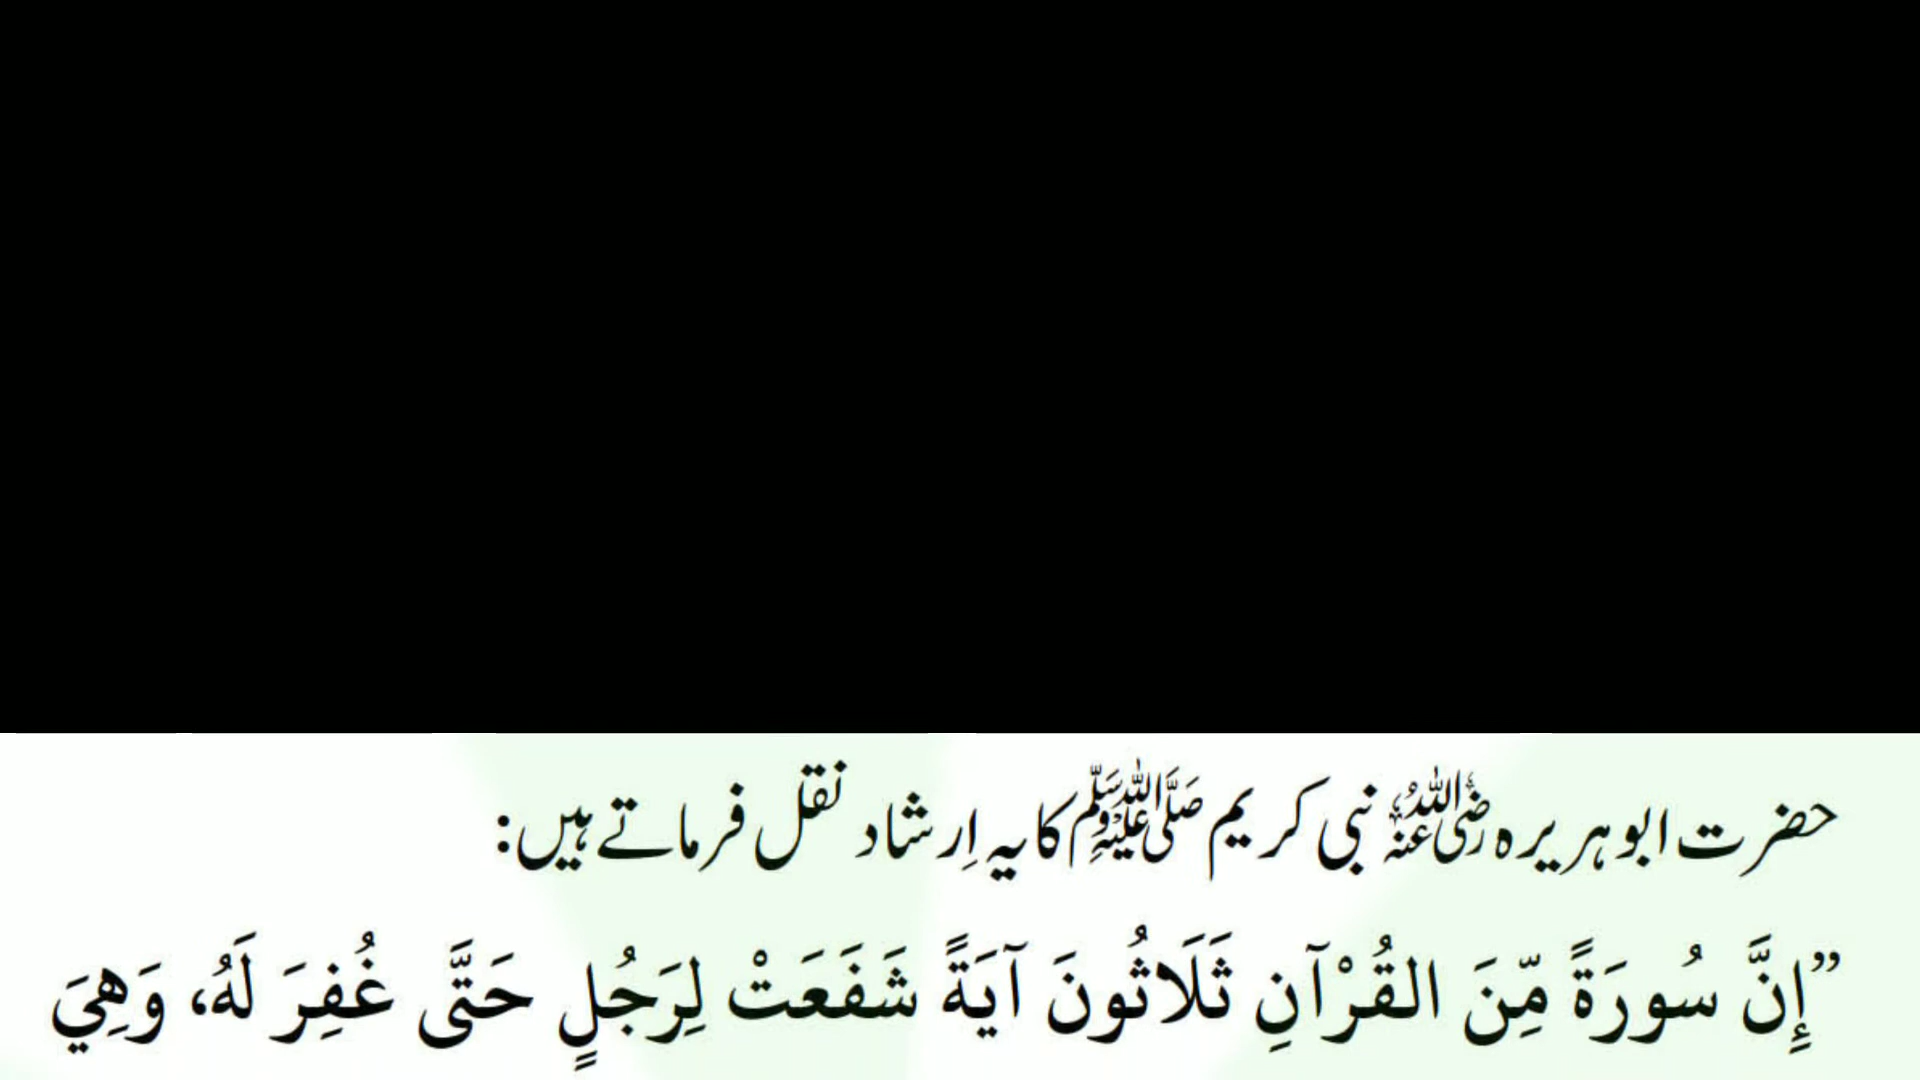 حضرت ابوہریرہ رضی اللہ عنہ نبی کریم صلی اللہ علیہ وسلم کا یہ اِرشاد نقل فرماتے ہیں:
”إِنَّ سُورَةً مِّنَ الْقُرْآنِ ثَلَاثُونَ آيَةً شَفَعَتْ لِرَجُلٍ حَتَّى غُفِرَ لَهُ، وَهِيَ